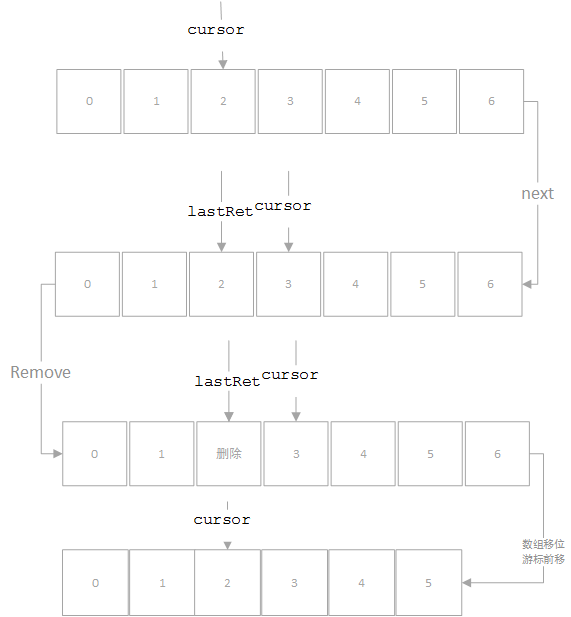 cursor
0 1 2 3 4 5 6
next
lastRet cursor
0 1 2 3 4 5 6
Remove
lastRet cursor
0 1 删除 3 4 5 6
cursor
数组移位
游标前移
0 1 2 3 4 5